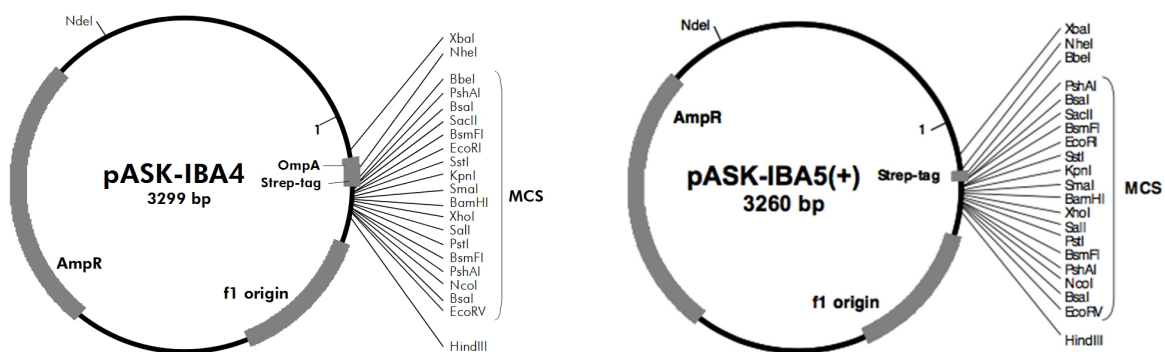 NdeI
XbaI
NheI
BbeI
PshAI
BsaI
SacII
BsmFI
EcoRI
SstI
KpnI
SmaI
BamHI
XhoI
SalI
PstI
BsmFI
PshAI
NcoI
BsaI
EcoRV
HindIII
MCS
1
OmpA
Strep-tag
pASK-IBA4
3299 bp
AmpR
f1 origin
NdeI
XbaI
NheI
BbeI
PshAI
BsaI
SacII
BsmFI
EcoRI
SstI
KpnI
SmaI
BamHI
XhoI
SalI
PstI
BsmFI
PshAI
NcoI
BsaI
EcoRV
HindIII
MCS
AmpR
1
Strep-tag
pASK-IBA5(+)
3260 bp
f1 origin